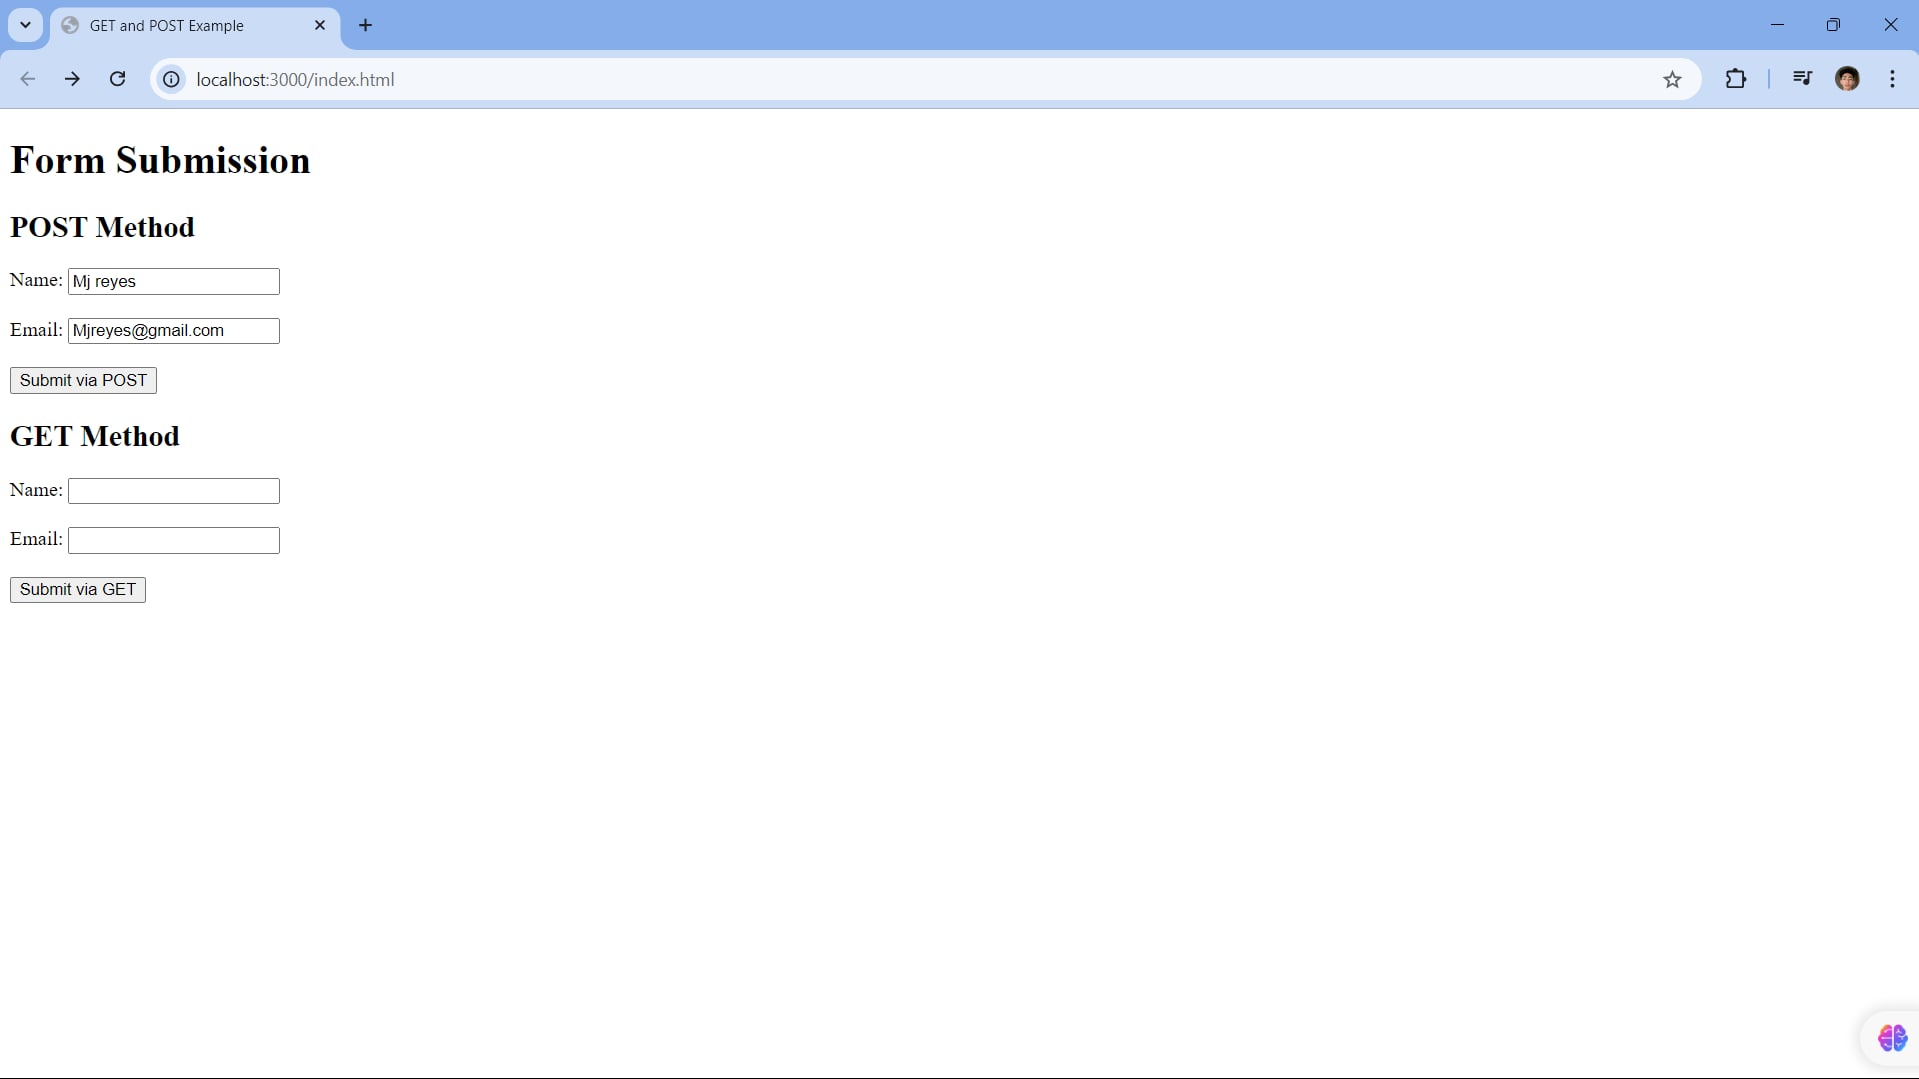 GET and POST Example
localhost:3000/index.html
Form Submission
POST Method
Name: Mj reyes
Email: Mjreyes@gmail.com
Submit via POST
GET Method
Name:
Email:
Submit via GET